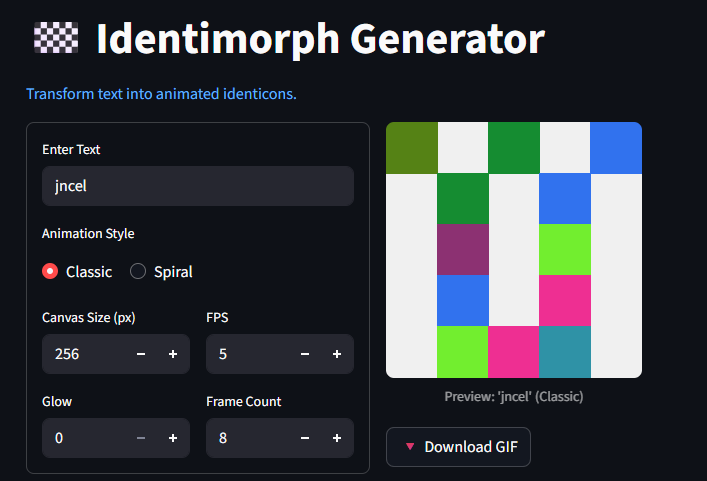 Identimorph Generator
Transform text into animated identicons.
Enter Text
jncel
Animation Style
Classic Spiral
Canvas Size (px) FPS
256 − + 5 − +
Glow Frame Count
0 − + 8 − +
Preview: 'jncel' (Classic)
Download GIF